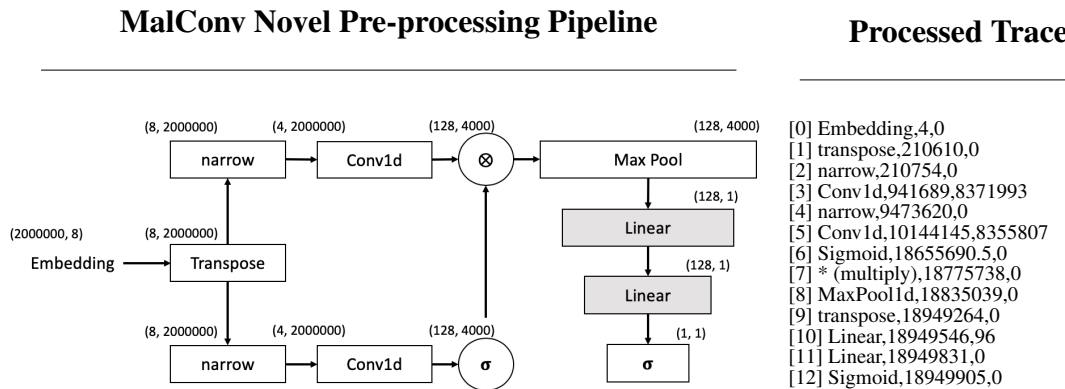 MalConv Novel Pre-processing Pipeline
(8, 2000000) (4, 2000000) (128, 4000) (128, 4000)
narrow Conv1d ⊗ Max Pool
(128, 1)
Linear
(2000000, 8) (8, 2000000)
Embedding Transpose
(128, 1)
Linear
(8, 2000000) (4, 2000000) (128, 4000) (1, 1)
narrow Conv1d σ σ
Processed Trace
[0] Embedding,4,0
[1] transpose,210610,0
[2] narrow,210754,0
[3] Conv1d,941689,8371993
[4] narrow,9473620,0
[5] Conv1d,10144145,8355807
[6] Sigmoid,18655690.5,0
[7] * (multiply),18775738,0
[8] MaxPool1d,18835039,0
[9] transpose,18949264,0
[10] Linear,18949546,96
[11] Linear,18949831,0
[12] Sigmoid,18949905,0